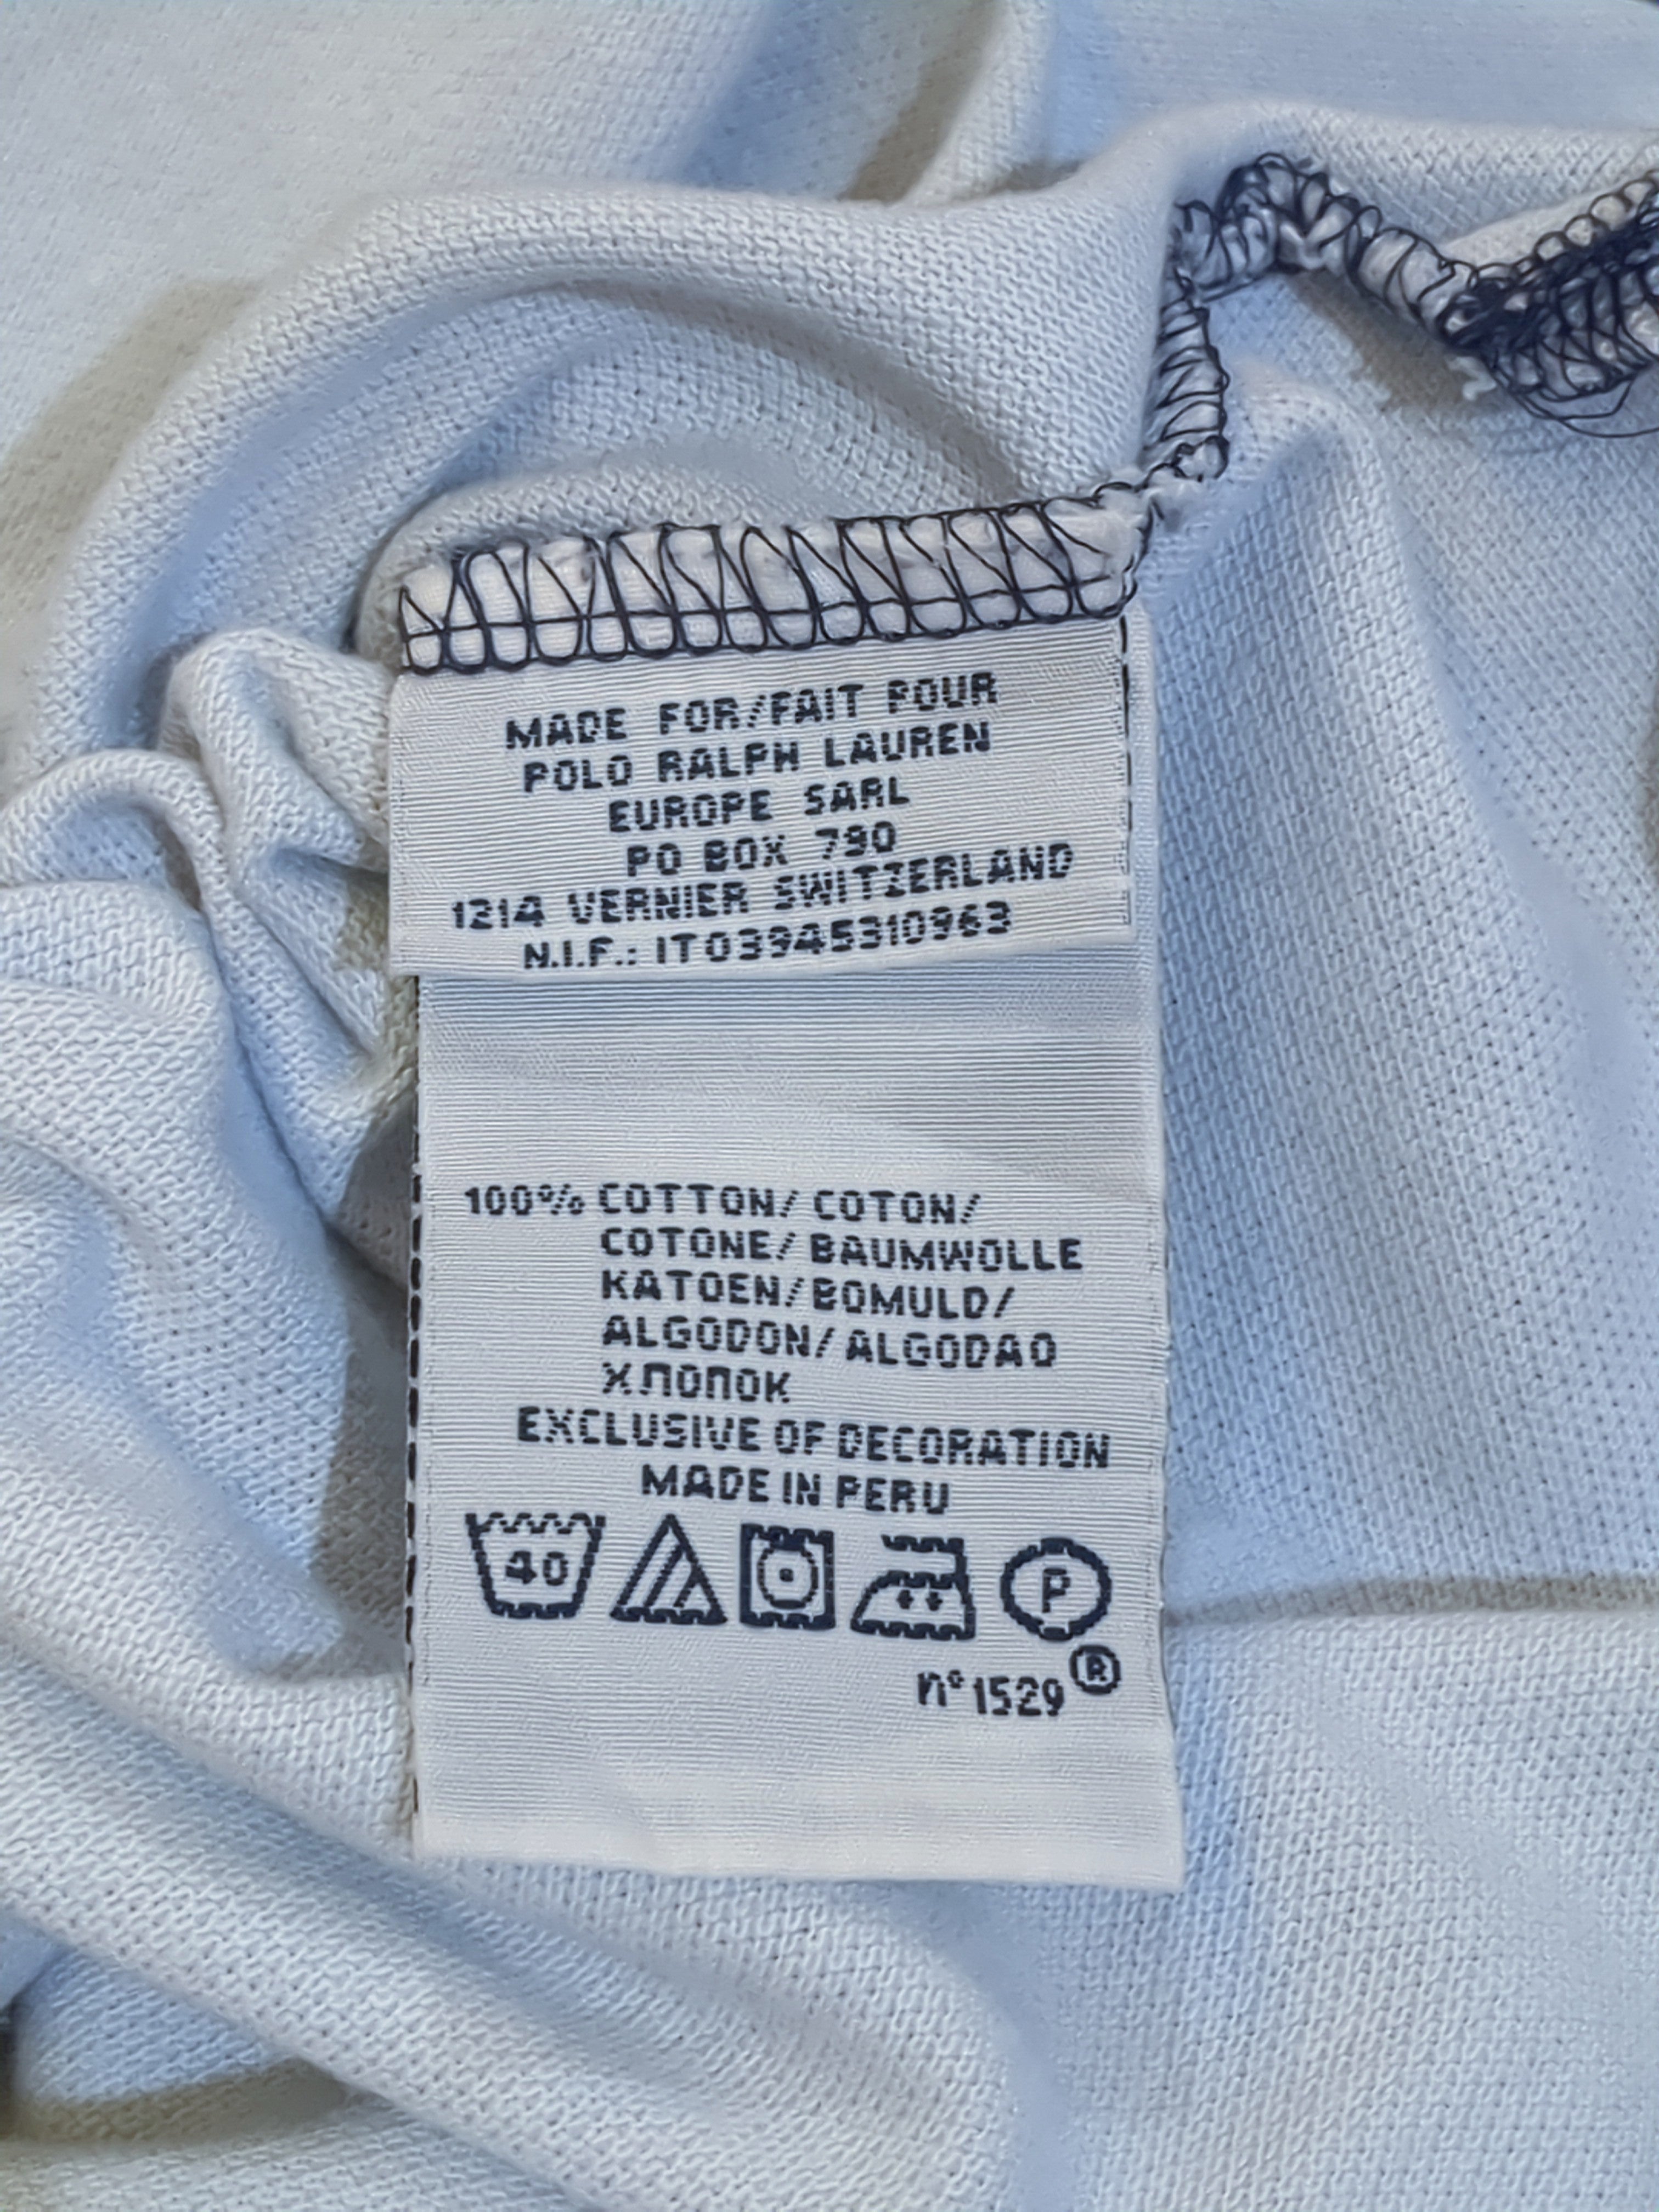 MADE FOR/FAIT POUR
POLO RALPH LAUREN
EUROPE SARL
PO BOX 790
1214 VERNIER SWITZERLAND
N.I.F.: IT03945310963
100% COTTON/ COTON/
COTONE/ BAUMWOLLE
KATOEN/BOMULD/
ALGODON/ ALGODAO
ХЛОПОК
EXCLUSIVE OF DECORATION
MADE IN PERU
40 P
n° 1529 ®